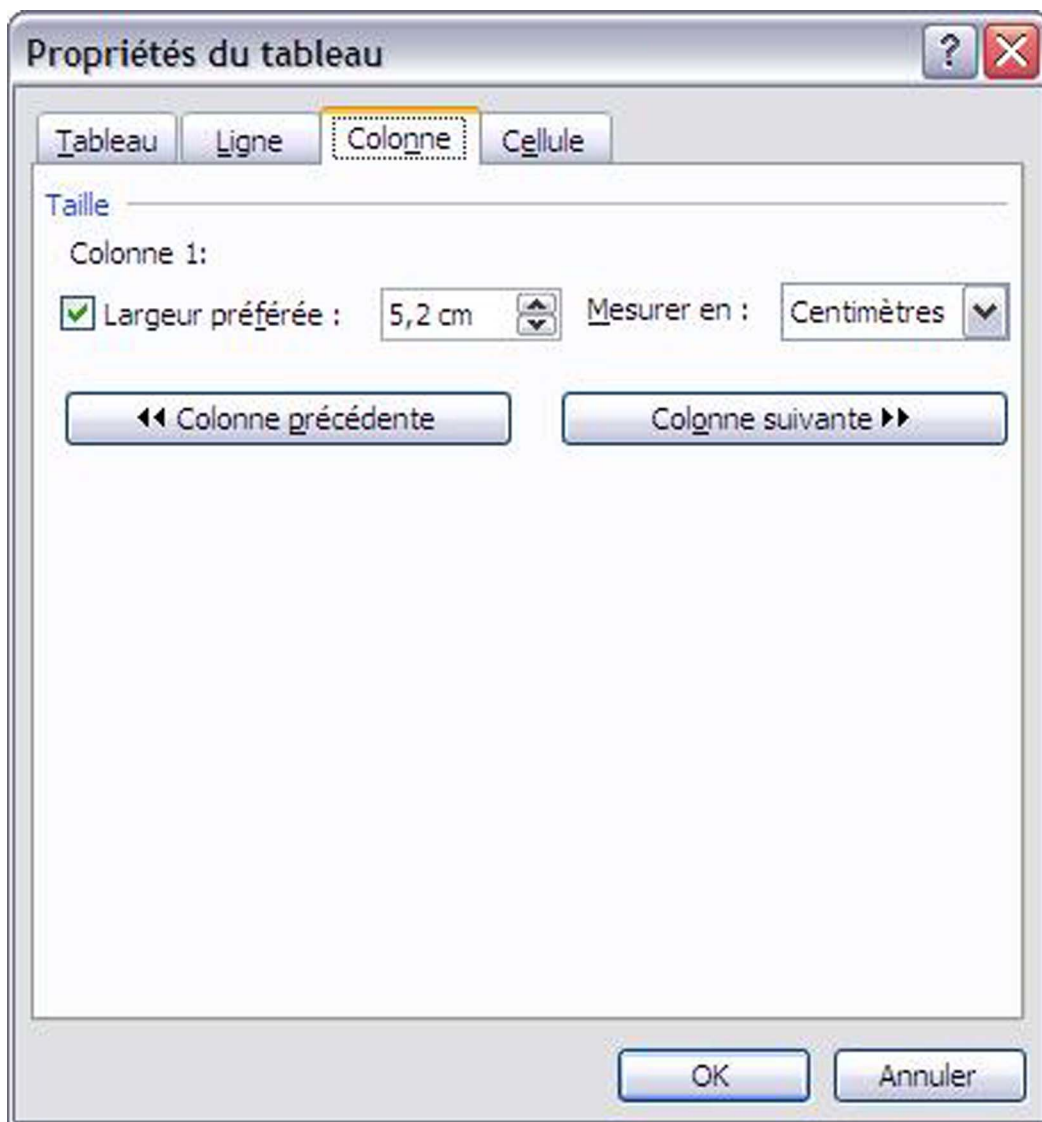 Propriétés du tableau ?
Tableau Ligne Colonne Cellule
Taille
Colonne 1:
Largeur préférée : 5,2 cm Mesurer en : Centimètres
Colonne précédente Colonne suivante
OK Annuler